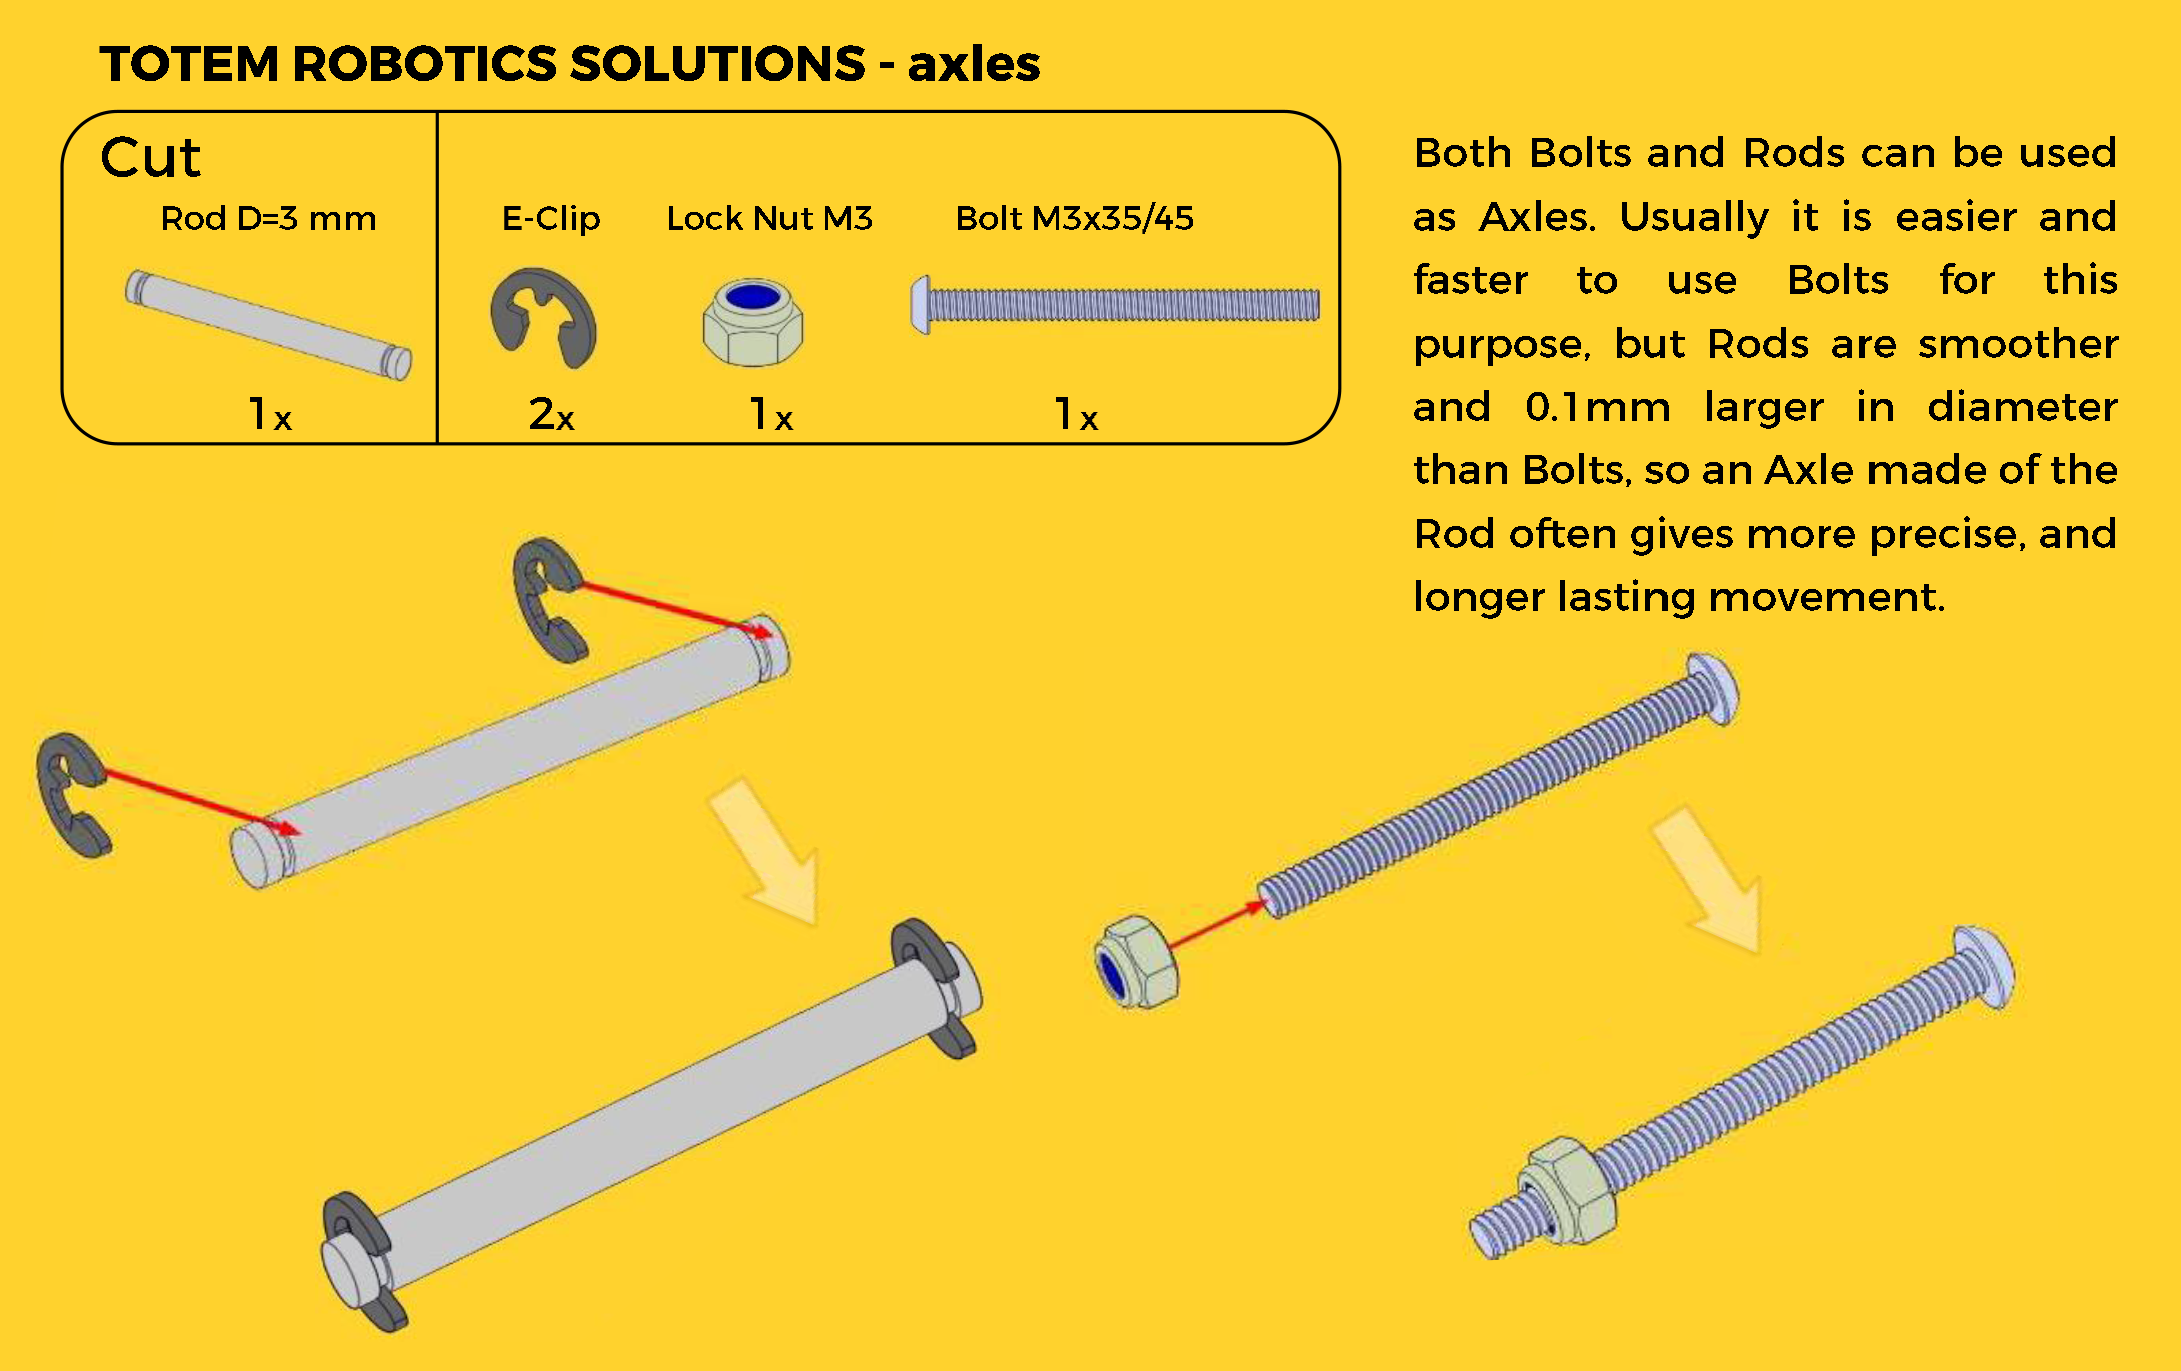 TOTEM ROBOTICS SOLUTIONS - axles
Cut
Rod D=3 mm
E-Clip
Lock Nut M3
Bolt M3x35/45
1x
2x
1x
1x
Both Bolts and Rods can be used
as Axles. Usually it is easier and
faster to use Bolts for this
purpose, but Rods are smoother
and 0.1mm larger in diameter
than Bolts, so an Axle made of the
Rod often gives more precise, and
longer lasting movement.